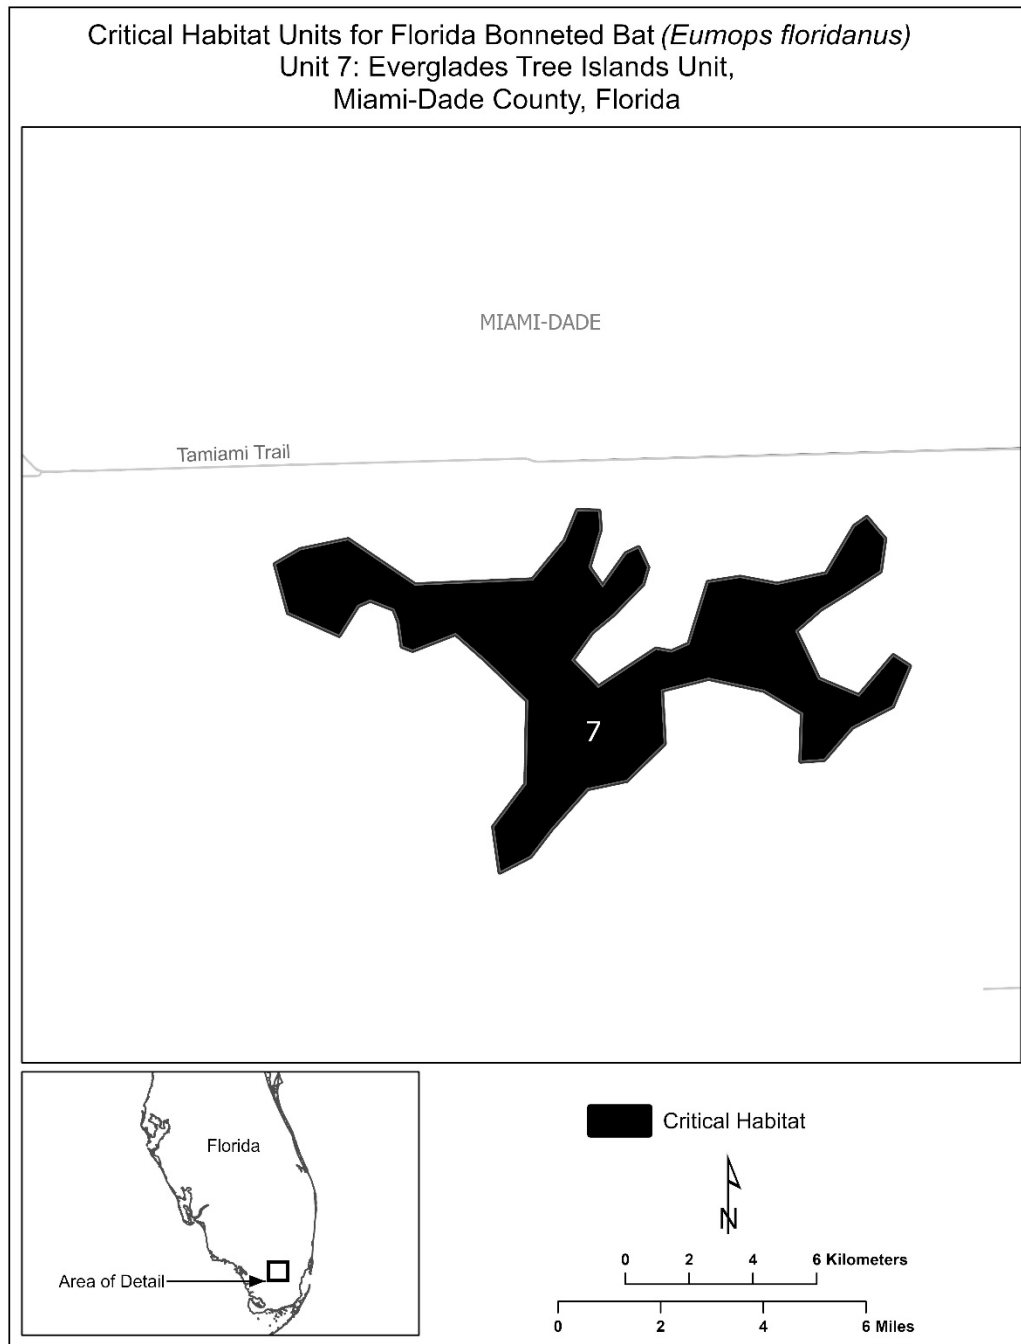 Critical Habitat Units for Florida Bonneted Bat (Eumops floridanus)
Unit 7: Everglades Tree Islands Unit,
Miami-Dade County, Florida
MIAMI-DADE
Tamiami Trail
7
Florida
Area of Detail
Critical Habitat
N
0 2 4 6 Kilometers
0 2 4 6 Miles